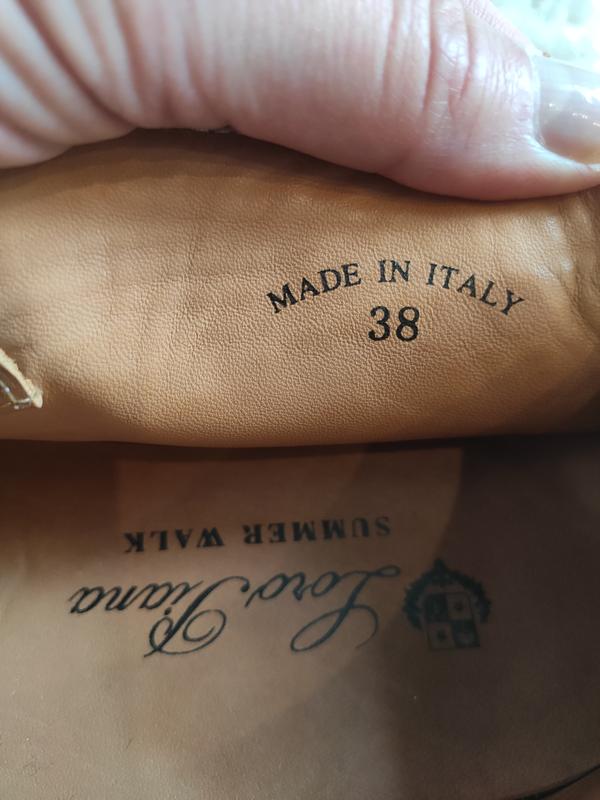 MADE IN ITALY
38
Loro Piana
SUMMER WALK